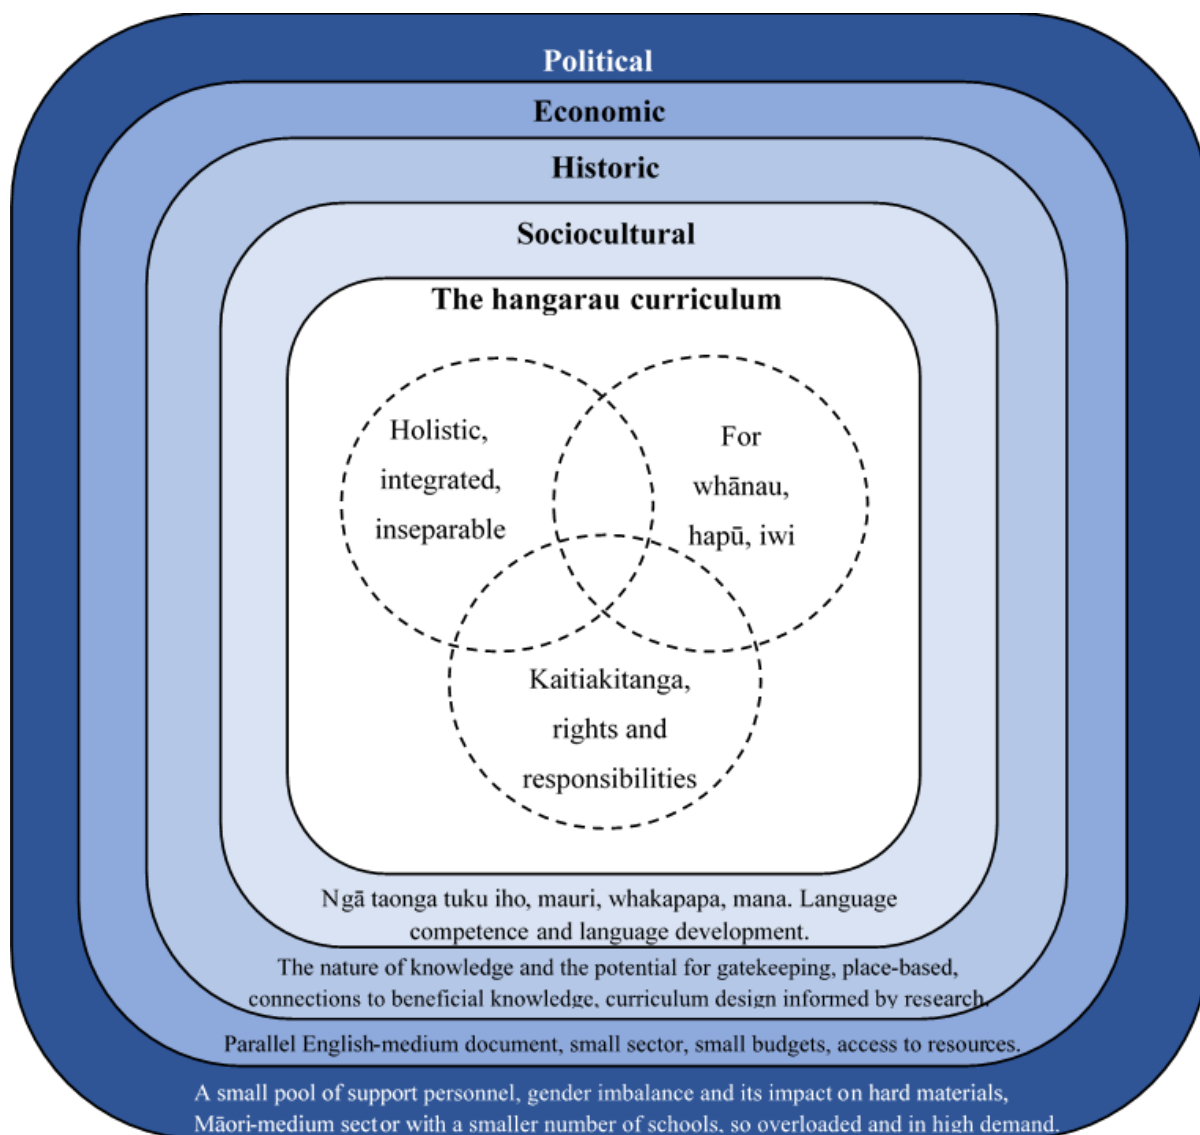 Political
Economic
Historic
Sociocultural
The hangarau curriculum
Holistic,
integrated,
inseparable
For
whānau,
hapū, iwi
Kaitiakitanga,
rights and
responsibilities
Ngā taonga tuku iho, mauri, whakapapa, mana. Language
competence and language development.
The nature of knowledge and the potential for gatekeeping, place-based,
connections to beneficial knowledge, curriculum design informed by research.
Parallel English-medium document, small sector, small budgets, access to resources.
A small pool of support personnel, gender imbalance and its impact on hard materials,
Māori-medium sector with a smaller number of schools, so overloaded and in high demand.